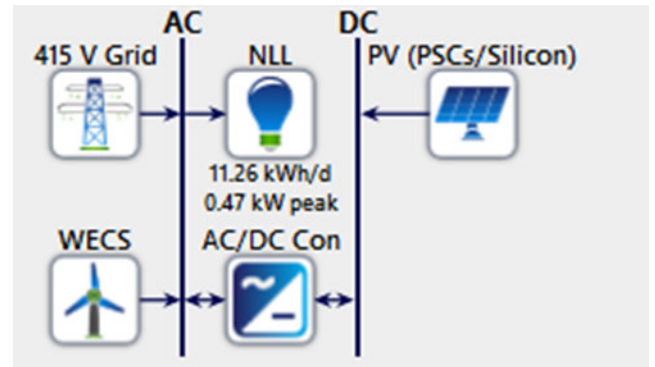 AC DC
415 V Grid NLL PV (PSCs/Silicon)
11.26 kWh/d
0.47 kW peak
WECS AC/DC Con